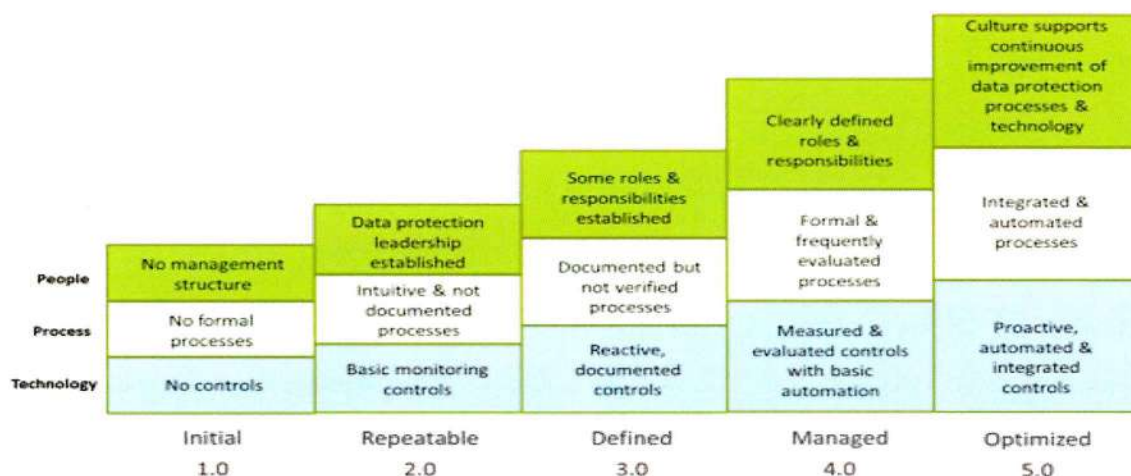 Culture supports
continuous
improvement of
data protection
processes &
technology
Clearly defined
roles &
responsibilities
Some roles &
responsibilities
established
Data protection
leadership
established
No management
structure
People
Integrated &
automated
processes
Formal &
frequently
evaluated
processes
Documented but
not verified
processes
Intuitive & not
documented
processes
No formal
processes
Process
Proactive,
automated &
integrated
controls
Measured &
evaluated controls
with basic
automation
Reactive,
documented
controls
Basic monitoring
controls
No controls
Technology
Initial
Repeatable
Defined
Managed
Optimized
1.0
2.0
3.0
4.0
5.0